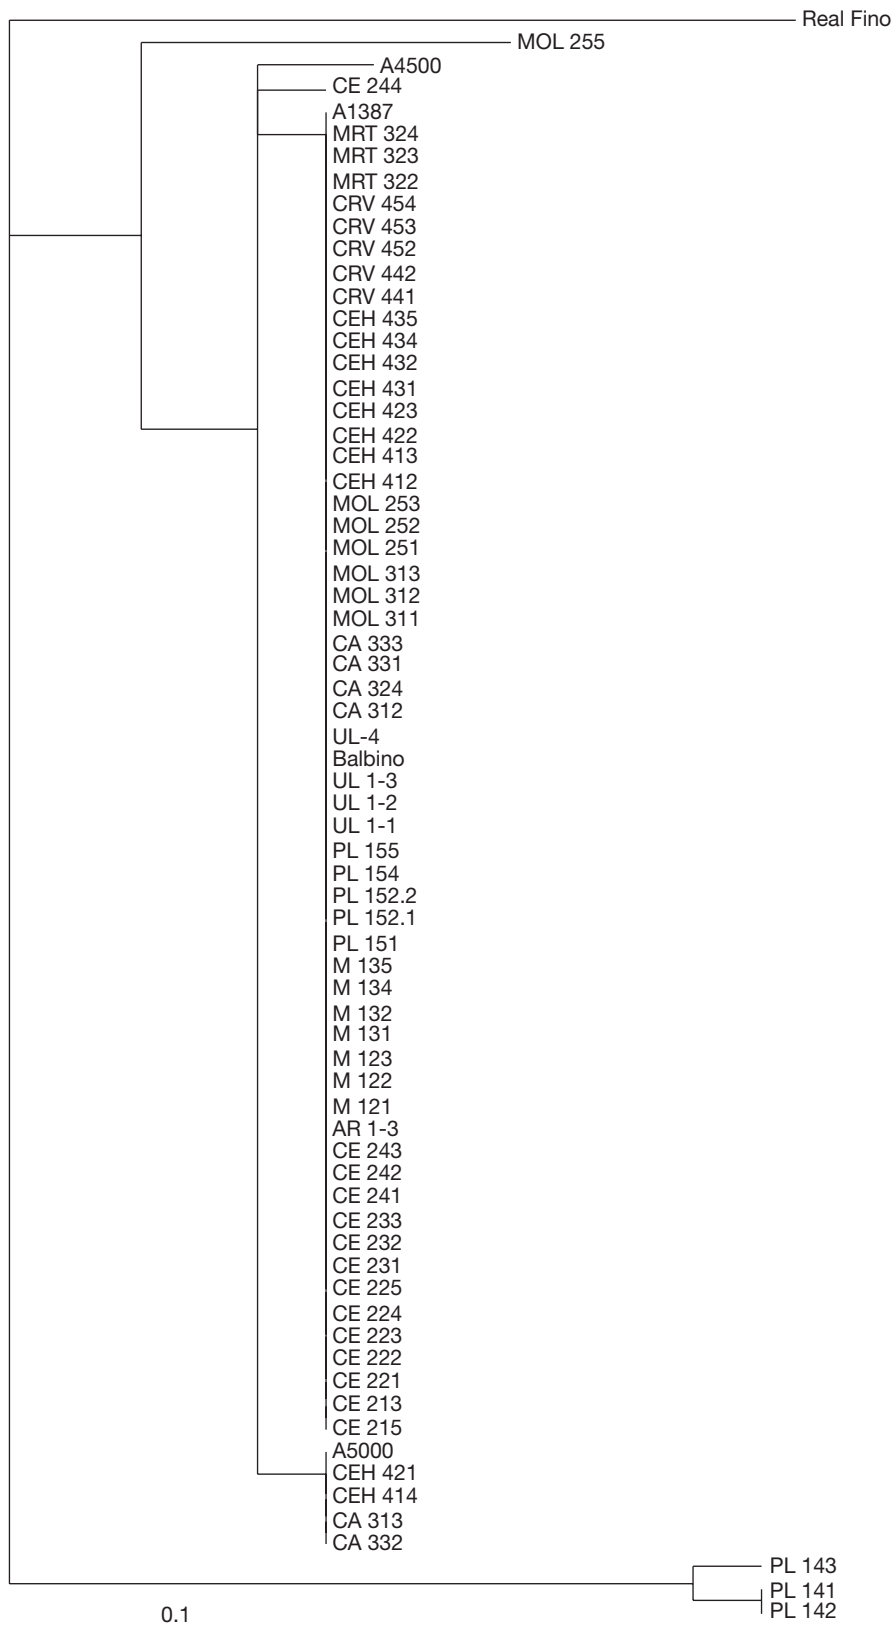 Real Fino
MOL 255
A4500
CE 244
A1387
MRT 324
MRT 323
MRT 322
CRV 454
CRV 453
CRV 452
CRV 442
CRV 441
CEH 435
CEH 434
CEH 432
CEH 431
CEH 423
CEH 422
CEH 413
CEH 412
MOL 253
MOL 252
MOL 251
MOL 313
MOL 312
MOL 311
CA 333
CA 331
CA 324
CA 312
UL-4
Balbino
UL 1-3
UL 1-2
UL 1-1
PL 155
PL 154
PL 152.2
PL 152.1
PL 151
M 135
M 134
M 132
M 131
M 123
M 122
M 121
AR 1-3
CE 243
CE 242
CE 241
CE 233
CE 232
CE 231
CE 225
CE 224
CE 223
CE 222
CE 221
CE 213
CE 215
A5000
CEH 421
CEH 414
CA 313
CA 332
PL 143
PL 141
PL 142
0.1